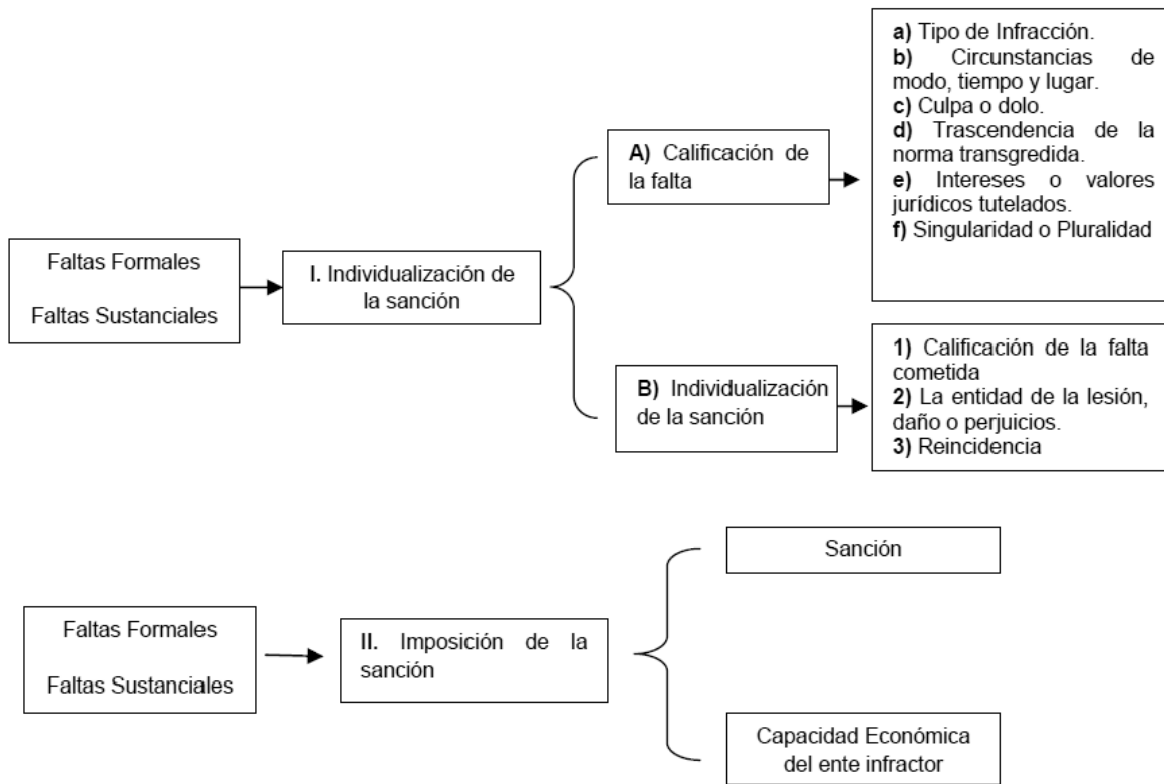 Faltas Formales
Faltas Sustanciales
I. Individualización de
la sanción
A) Calificación de
la falta
a) Tipo de Infracción.
b) Circunstancias de
modo, tiempo y lugar.
c) Culpa o dolo.
d) Trascendencia de la
norma transgredida.
e) Intereses o valores
jurídicos tutelados.
f) Singularidad o Pluralidad
B) Individualización
de la sanción
1) Calificación de la falta
cometida
2) La entidad de la lesión,
daño o perjuicios.
3) Reincidencia
Faltas Formales
Faltas Sustanciales
II. Imposición de la
sanción
Sanción
Capacidad Económica
del ente infractor